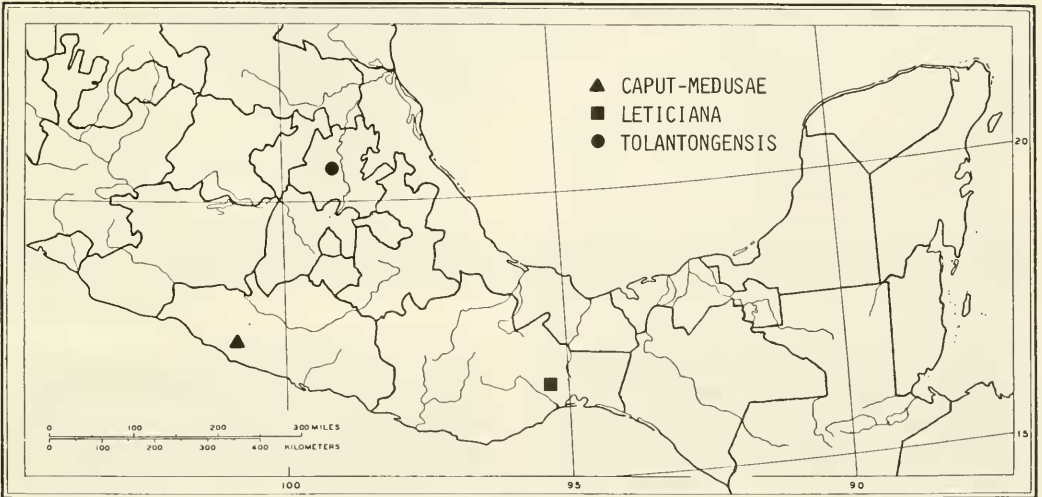 ▲ CAPUT-MEDUSAE
■ LETICIANA
● TOLANTONGENSIS
20
15
0 100 200 300 MILES
0 100 200 300 400 KILOMETERS
100 95 90